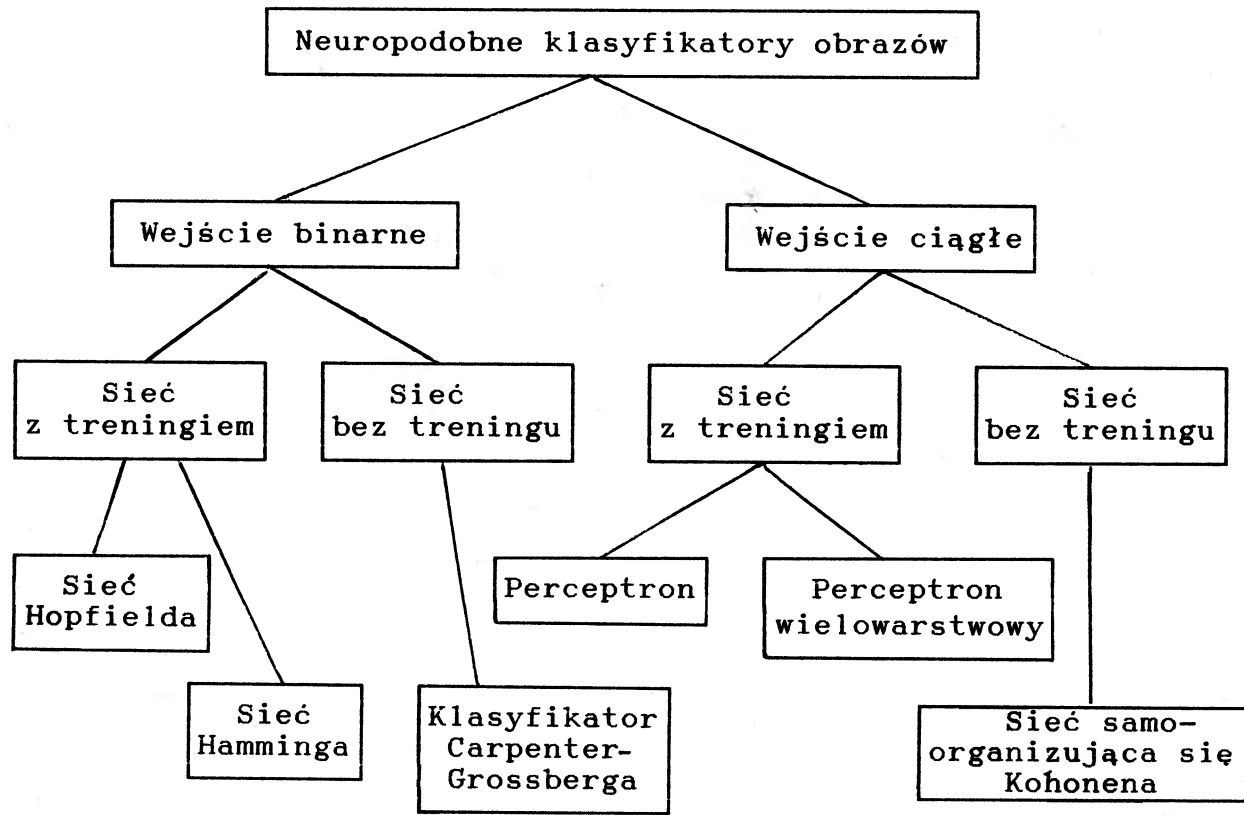 Neuropodobne klasyfikatory obrazów
Wejście binarne
Wejście ciągłe
Sieć
z treningiem
Sieć
bez treningu
Sieć
z treningiem
Sieć
bez treningu
Sieć
Hopfielda
Perceptron
Perceptron
wielowarstwowy
Sieć
Hamminga
Klasyfikator
Carpenter-
Grossberga
Sieć samo-
organizująca się
Kohonena